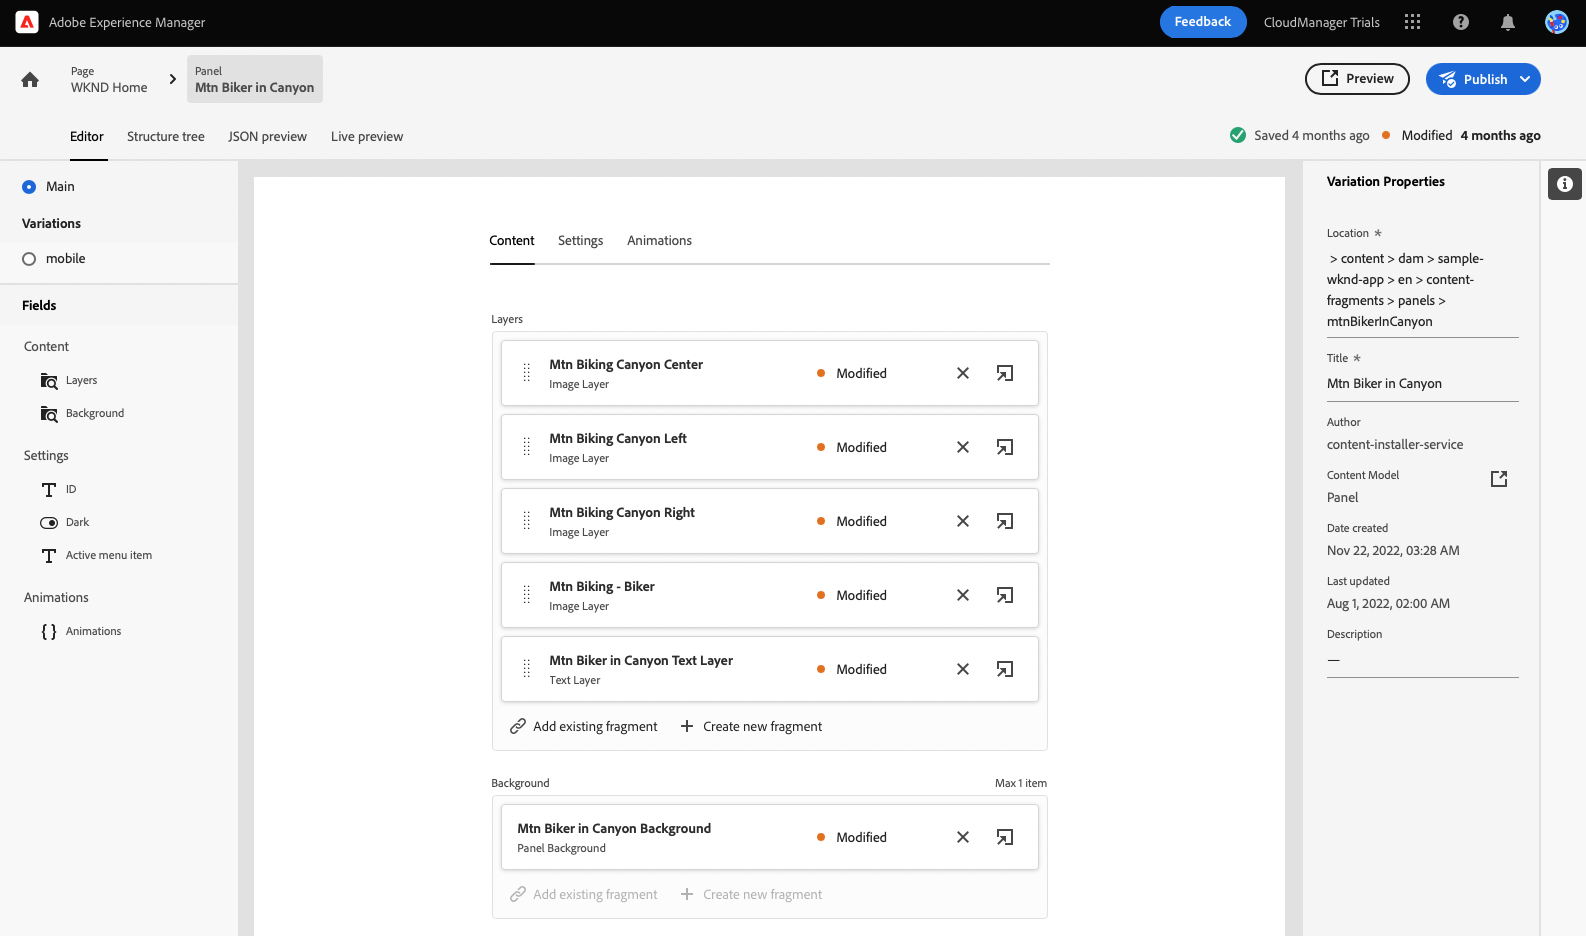 Adobe Experience Manager
Feedback
CloudManager Trials
Page
WKND Home
Panel
Mtn Biker in Canyon
Preview
Publish
Editor
Structure tree
JSON preview
Live preview
Saved 4 months ago
Modified 4 months ago
Main
Variations
mobile
Fields
Content
Layers
Background
Settings
ID
Dark
Active menu item
Animations
Animations
Content
Settings
Animations
Layers
Mtn Biking Canyon Center
Image Layer
Modified
Mtn Biking Canyon Left
Image Layer
Modified
Mtn Biking Canyon Right
Image Layer
Modified
Mtn Biking - Biker
Image Layer
Modified
Mtn Biker in Canyon Text Layer
Text Layer
Modified
Add existing fragment
Create new fragment
Background
Max 1 item
Mtn Biker in Canyon Background
Panel Background
Modified
Add existing fragment
Create new fragment
Variation Properties
Location *
> content > dam > sample-
wknd-app > en > content-
fragments > panels >
mtnBikerInCanyon
Title *
Mtn Biker in Canyon
Author
content-installer-service
Content Model
Panel
Date created
Nov 22, 2022, 03:28 AM
Last updated
Aug 1, 2022, 02:00 AM
Description
—